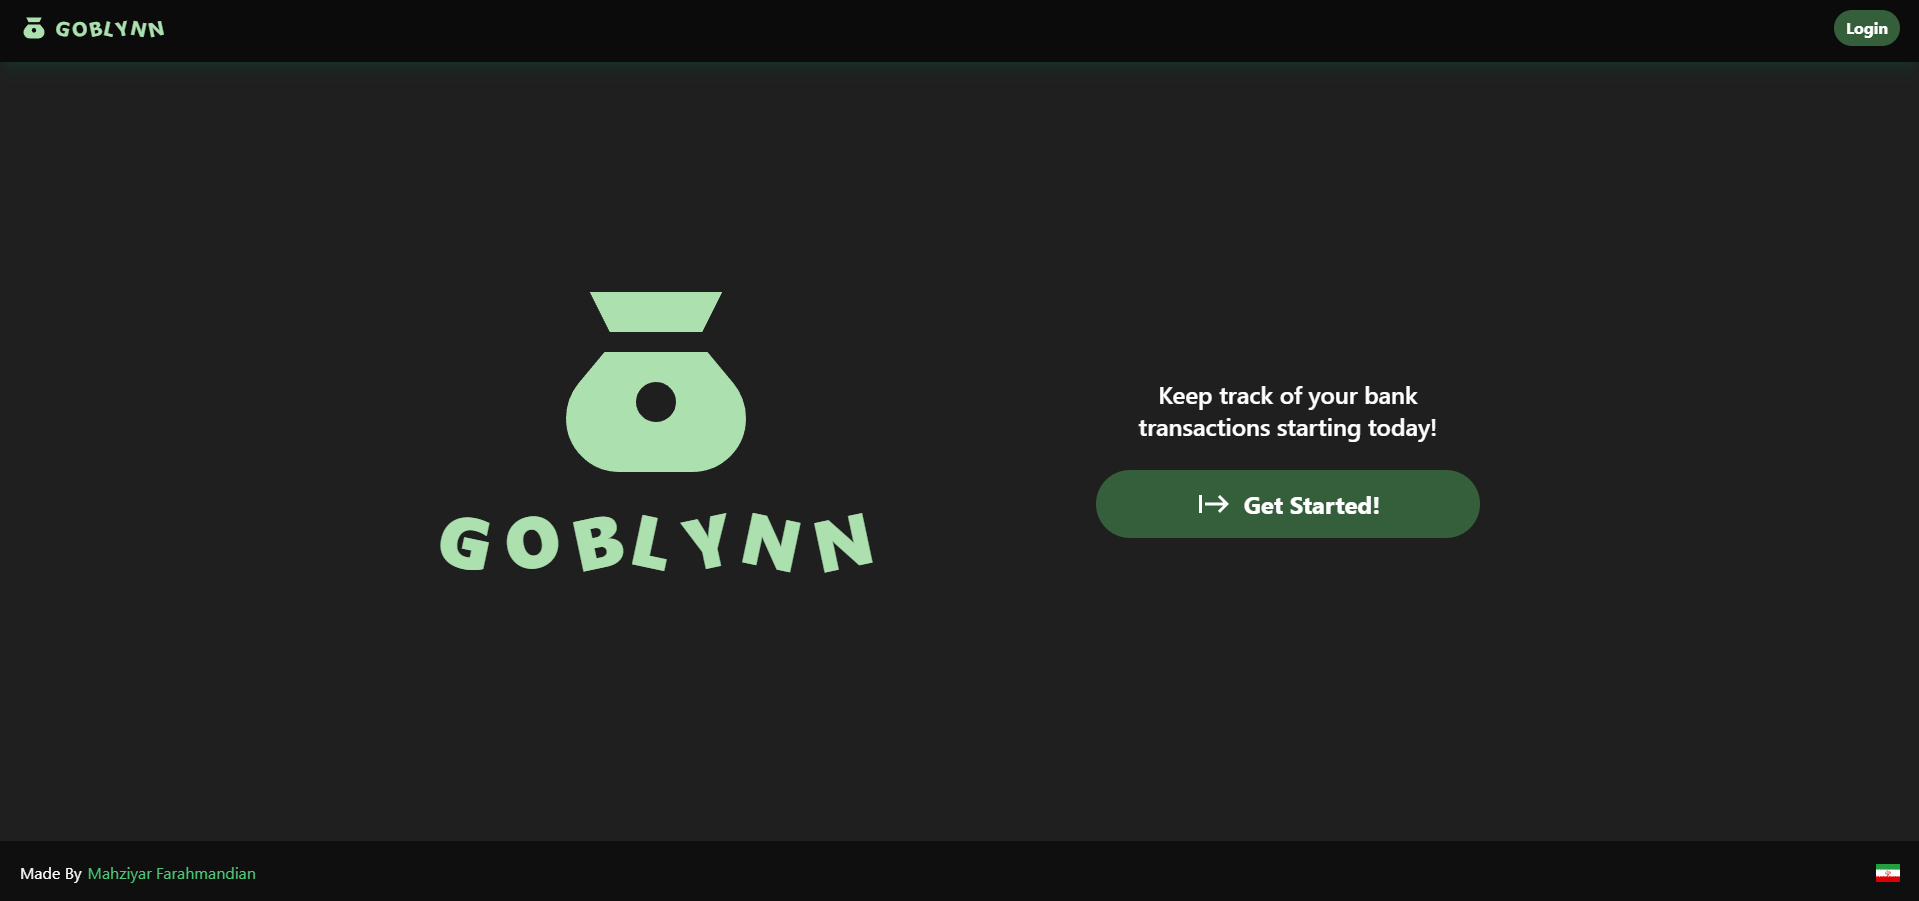 GOBLYNN
Login
GOBLYNN
Keep track of your bank
transactions starting today!
Get Started!
Made By Mahziyar Farahmandian